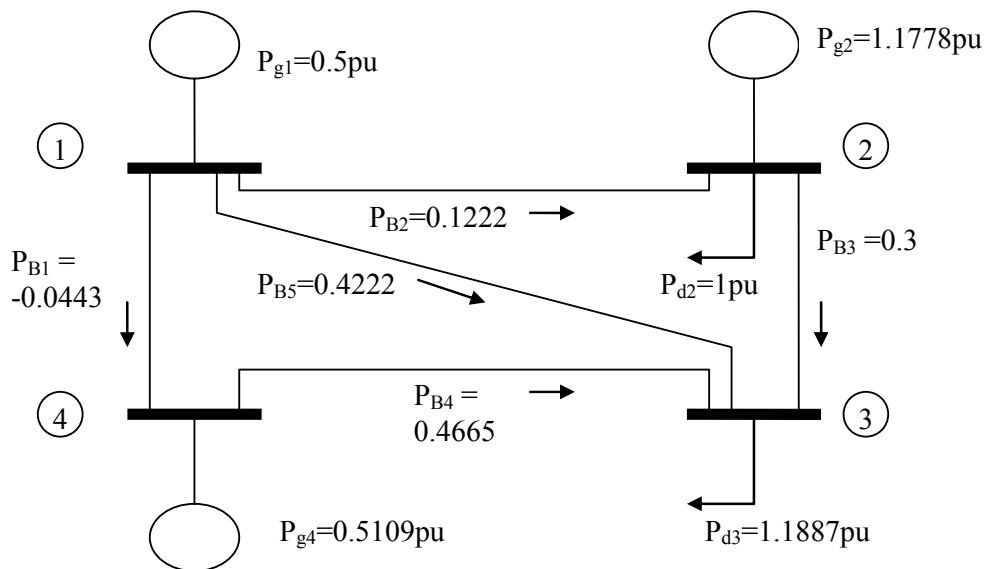 P_g1=0.5pu
P_g2=1.1778pu
1
2
P_B2=0.1222
P_B3 =0.3
P_B1 =
-0.0443
P_B5=0.4222
P_d2=1pu
P_B4 =
0.4665
4
3
P_g4=0.5109pu
P_d3=1.1887pu